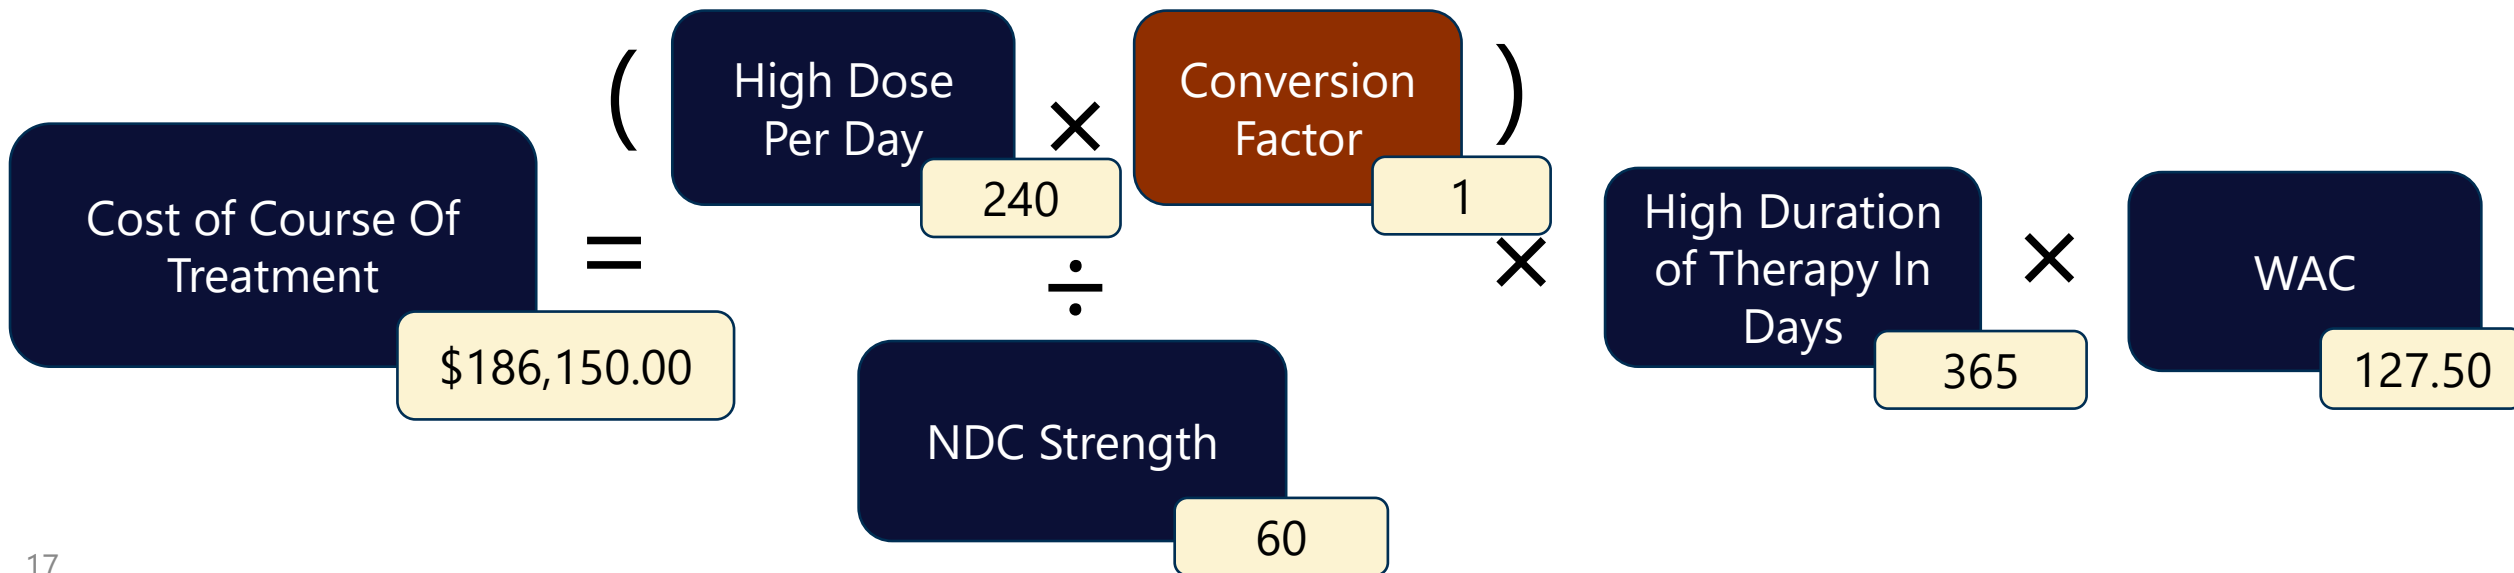 Cost of Course Of
Treatment
$186,150.00
=
(
High Dose
Per Day
240
×
Conversion
Factor
1
)
÷
NDC Strength
60
×
High Duration
of Therapy In
Days
365
×
WAC
127.50
17